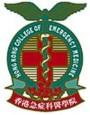 HONG KONG COLLEGE OF EMERGENCY MEDICINE
香港急症科醫學院